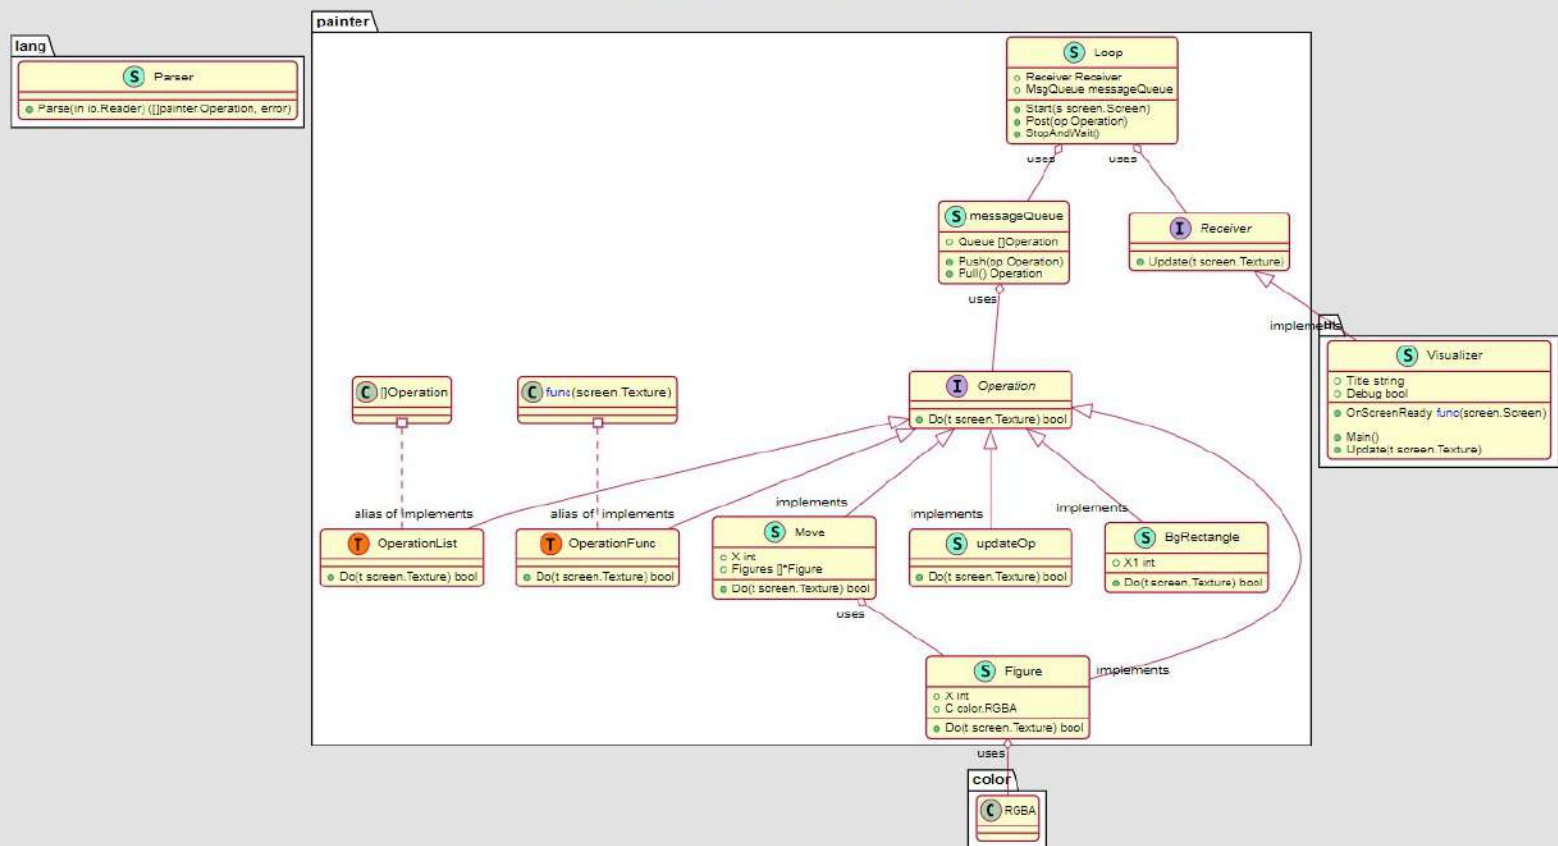 lang
S Parser
Parse(in io.Reader) ([]painter.Operation, error)
painter
S Loop
Receiver Receiver
MsgQueue messageQueue
Start(s screen.Screen)
Post(op Operation)
StopAndWait()
uses
uses
S messageQueue
Queue []Operation
Push(op Operation)
Pull() Operation
uses
I Receiver
Update(t screen.Texture)
implements
S Visualizer
Title string
Debug bool
OnScreenReady func(screen.Screen)
Main()
Update(t screen.Texture)
C []Operation
C func(screen.Texture)
I Operation
Do(t screen.Texture) bool
alias of
implements
alias of
implements
implements
implements
implements
T OperationList
Do(t screen.Texture) bool
T OperationFunc
Do(t screen.Texture) bool
S Move
X int
Figures []*Figure
Do(t screen.Texture) bool
uses
S updateOp
Do(t screen.Texture) bool
S BgRectangle
X1 int
Do(t screen.Texture) bool
S Figure
X int
C color.RGBA
Do(t screen.Texture) bool
implements
uses
color
C RGBA